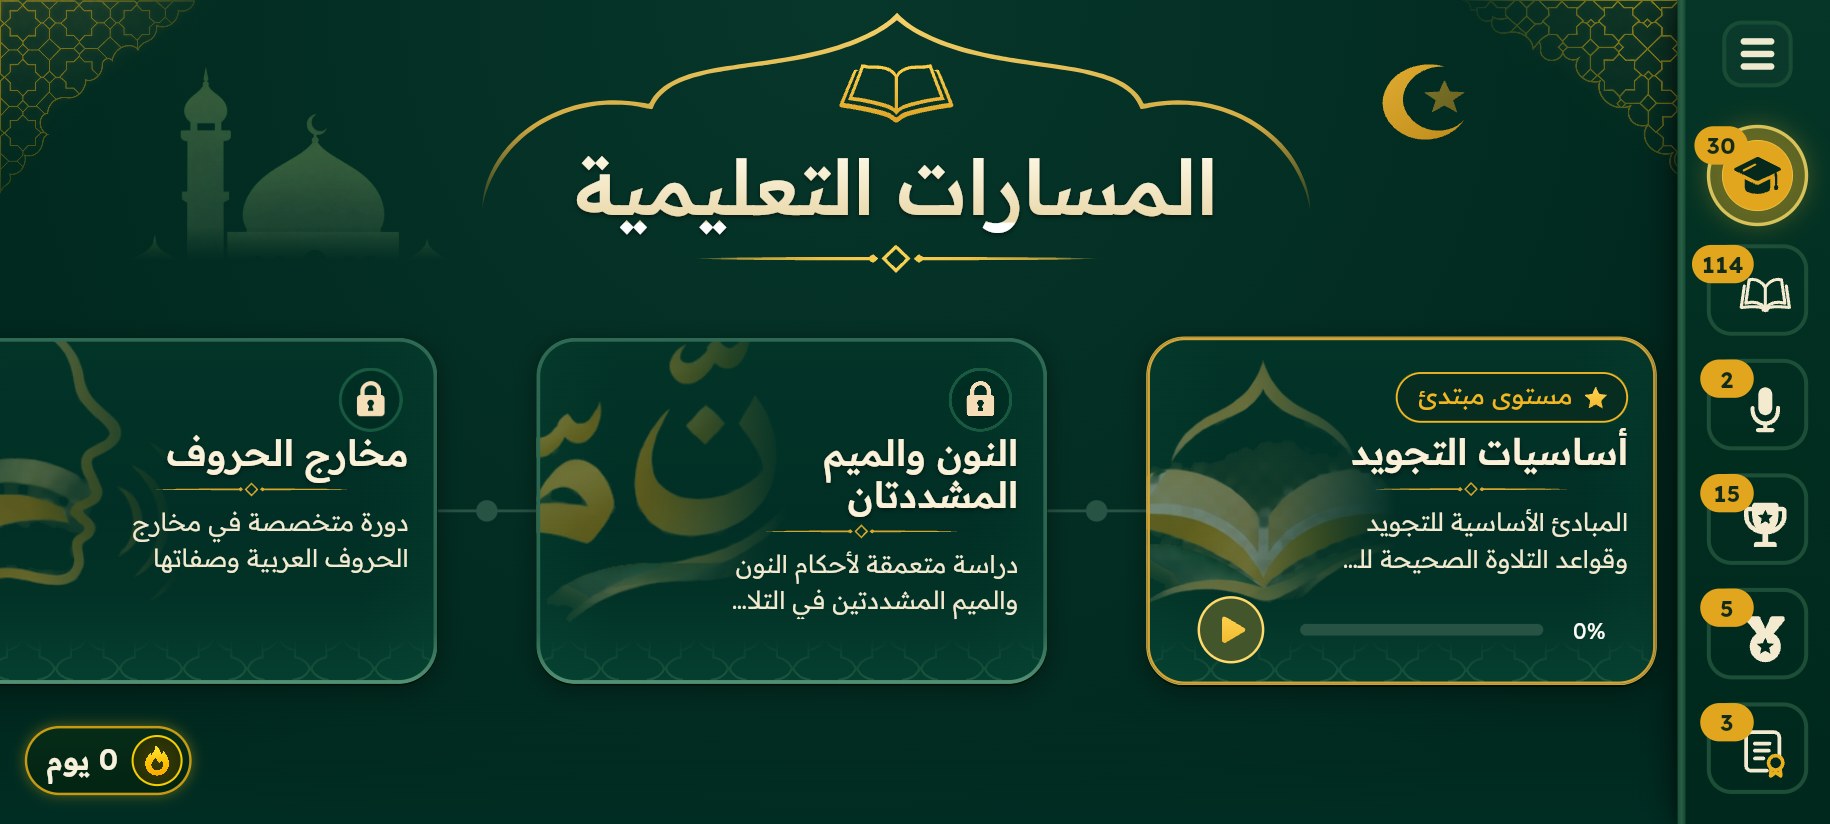 المسارات التعليمية
30
114
2
15
5
3
مستوى مبتدئ
أساسيات التجويد
المبادئ الأساسية للتجويد
وقواعد التلاوة الصحيحة للـ...
0%
النون والميم
المشددتان
دراسة متعمقة لأحكام النون
والميم المشددتين في التلا...
مخارج الحروف
دورة متخصصة في مخارج
الحروف العربية وصفاتها
0 يوم